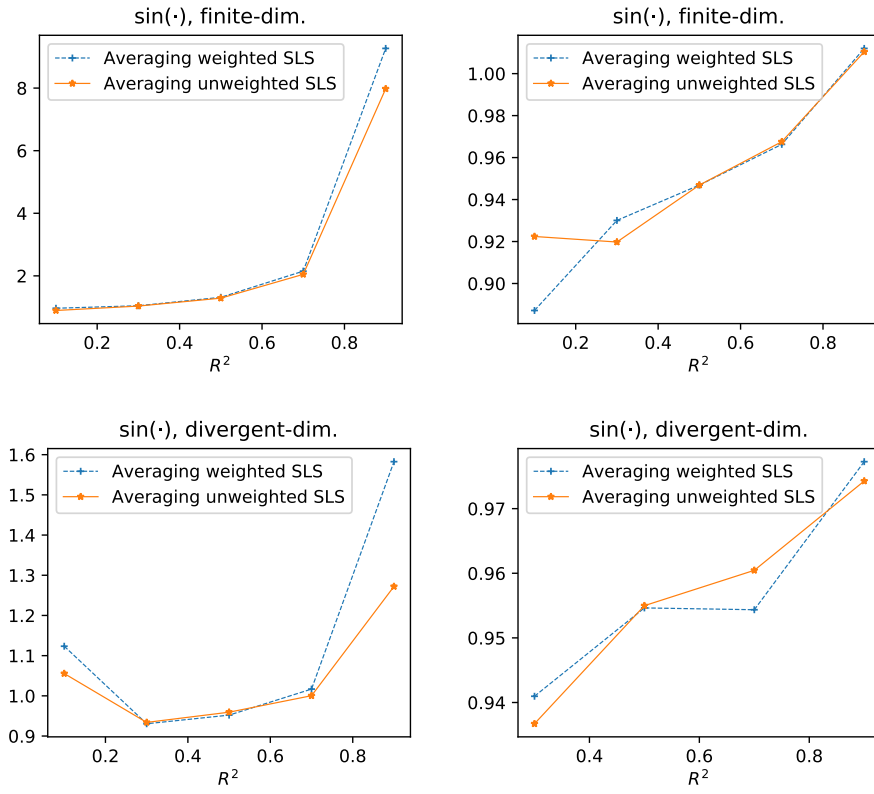 sin(·), finite-dim.
Averaging weighted SLS
Averaging unweighted SLS
8
6
4
2
0.2 0.4 0.6 0.8
R²
sin(·), finite-dim.
Averaging weighted SLS
Averaging unweighted SLS
1.00
0.98
0.96
0.94
0.92
0.90
0.2 0.4 0.6 0.8
R²
sin(·), divergent-dim.
Averaging weighted SLS
Averaging unweighted SLS
1.6
1.5
1.4
1.3
1.2
1.1
1.0
0.9
0.2 0.4 0.6 0.8
R²
sin(·), divergent-dim.
Averaging weighted SLS
Averaging unweighted SLS
0.97
0.96
0.95
0.94
0.4 0.6 0.8
R²